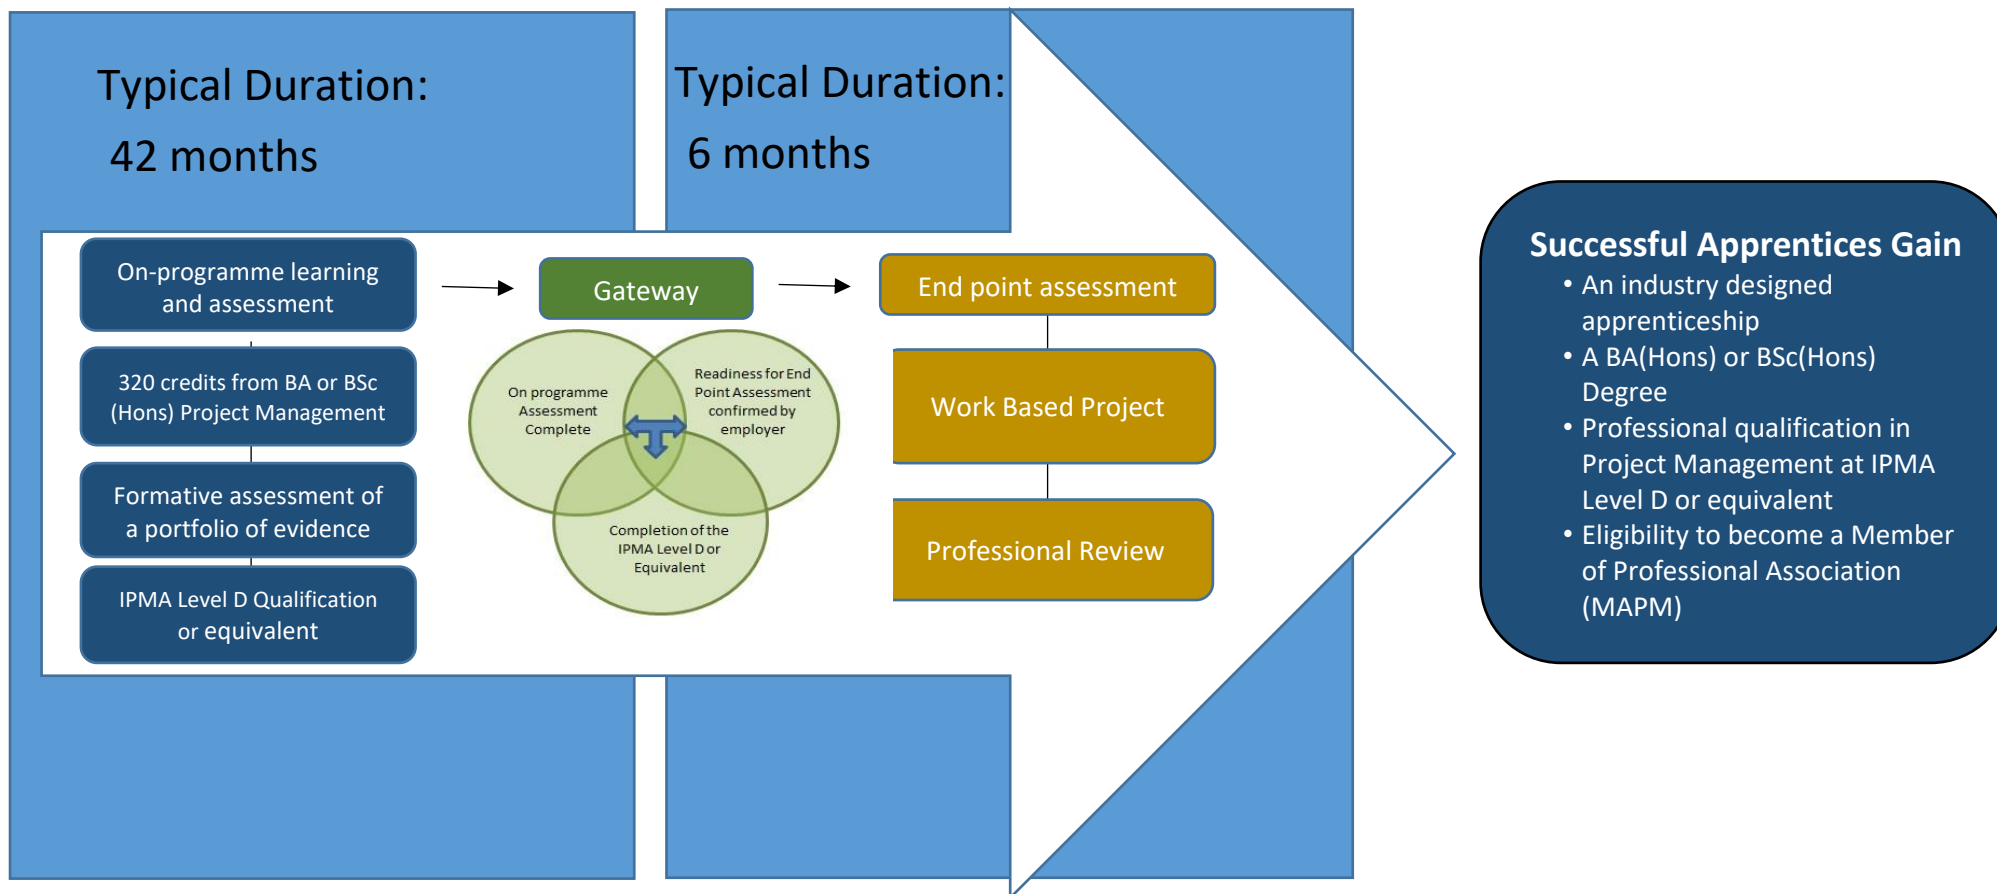 Typical Duration:
42 months
Typical Duration:
6 months
On-programme learning
and assessment
320 credits from BA or BSc
(Hons) Project Management
Formative assessment of
a portfolio of evidence
IPMA Level D Qualification
or equivalent
Gateway
On programme
Assessment
Complete
Readiness for End
Point Assessment
confirmed by
employer
Completion of the
IPMA Level D or
Equivalent
End point assessment
Work Based Project
Professional Review
Successful Apprentices Gain
• An industry designed
apprenticeship
• A BA(Hons) or BSc(Hons)
Degree
• Professional qualification in
Project Management at IPMA
Level D or equivalent
• Eligibility to become a Member
of Professional Association
(MAPM)